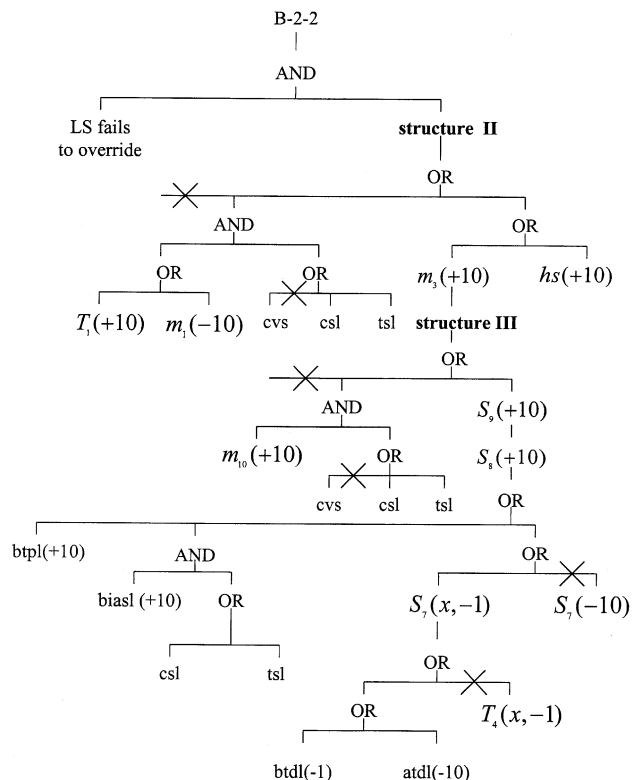 B-2-2
AND
LS fails
to override
structure II
OR
AND
OR
OR
OR
m₃(+10)
hs(+10)
T₁(+10)
m₁(−10)
cvs
csl
tsl
structure III
OR
AND
S₉(+10)
m₁₀(+10)
OR
S₈(+10)
cvs
csl
tsl
OR
btpl(+10)
AND
OR
biasl (+10)
OR
S₇(x,−1)
S₇(−10)
csl
tsl
OR
OR
T₄(x,−1)
btdl(-1)
atdl(-10)